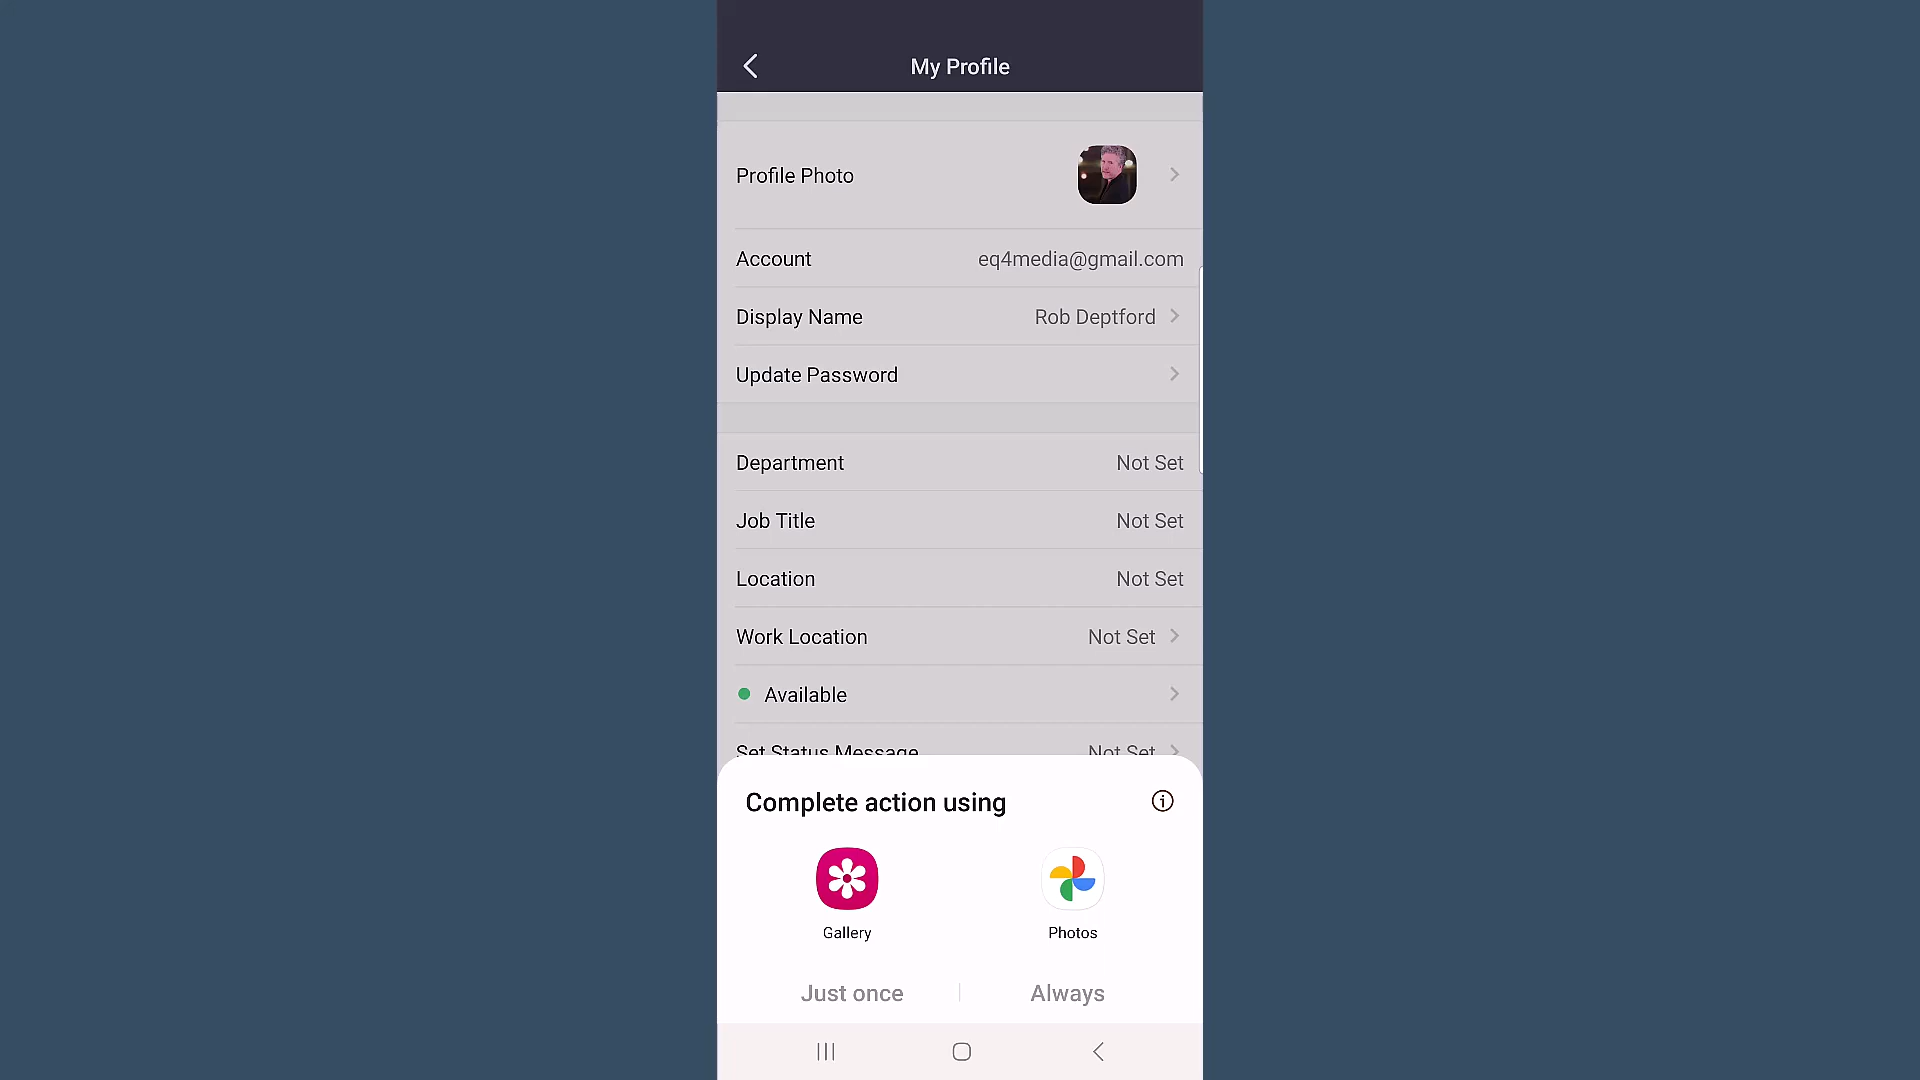 My Profile
Profile Photo
Account eq4media@gmail.com
Display Name Rob Deptford
Update Password
Department Not Set
Job Title Not Set
Location Not Set
Work Location Not Set
Available
Set Status Message Not Set
Complete action using
Gallery Photos
Just once Always